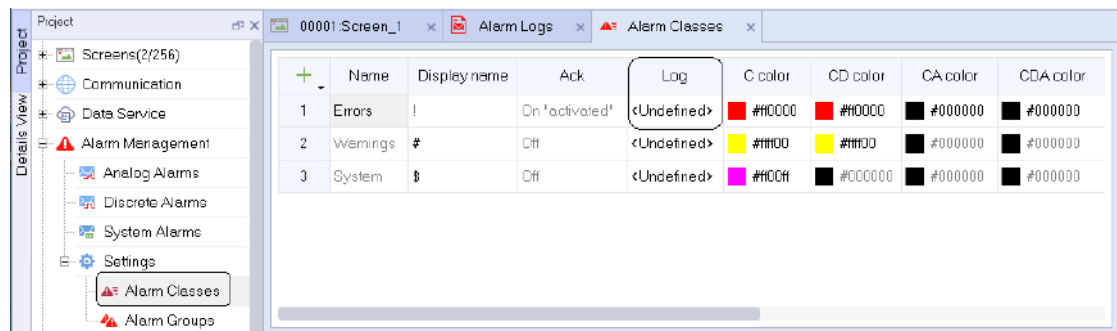 Project
00001:Screen_1
Alarm Logs
Alarm Classes
Project
Details View
Screens(2/256)
Communication
Data Service
Alarm Management
Analog Alarms
Discrete Alarms
System Alarms
Settings
Alarm Classes
Alarm Groups
Name Display name Ack Log C color CD color CA color CDA color
1 Errors ! On "activated" <Undefined> #ff0000 #ff0000 #000000 #000000
2 Warnings # Off <Undefined> #ffff00 #ffff00 #000000 #000000
3 System $ Off <Undefined> #ff00ff #000000 #000000 #000000